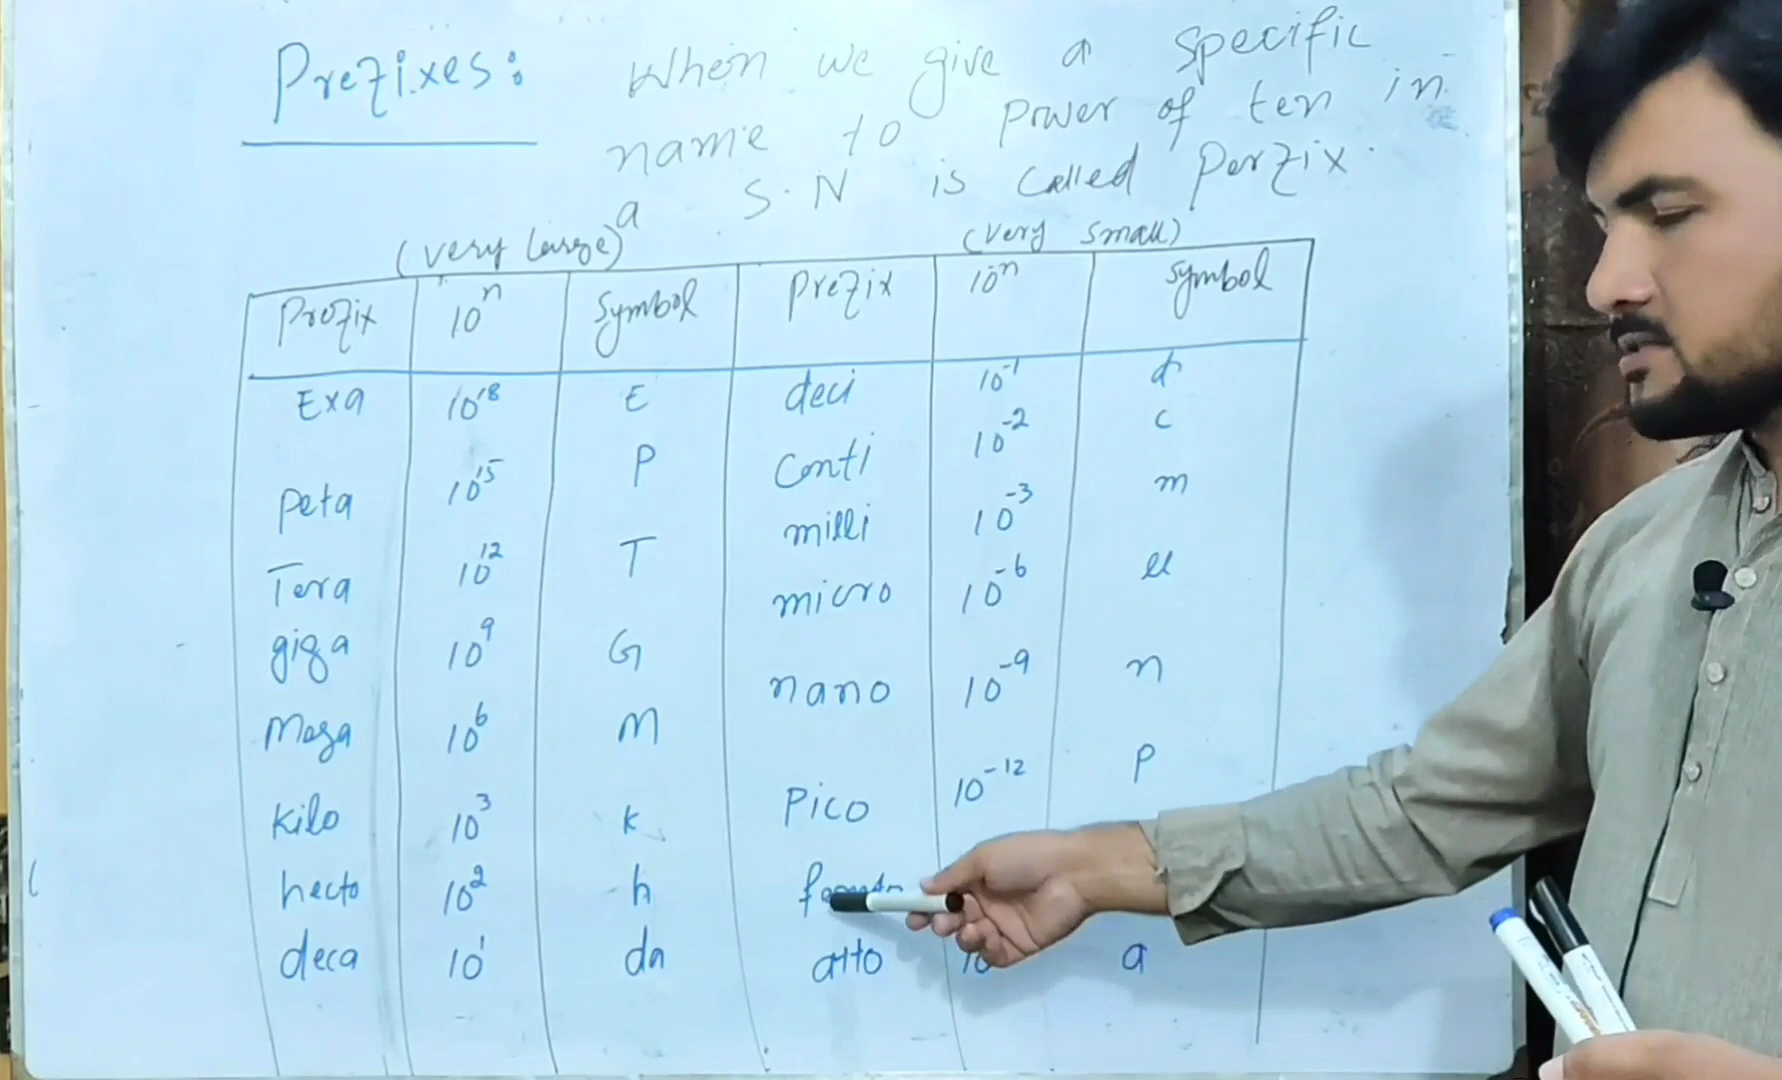 Prefixes: When we give a specific
name to power of ten in
a S.N is called Perfix.
(very large) (very small)
Prefix 10ⁿ Symbol Prefix 10⁻ⁿ Symbol
Exa 10¹⁸ E deci 10⁻¹ d
Peta 10¹⁵ P Centi 10⁻² c
Tera 10¹² T milli 10⁻³ m
giga 10⁹ G micro 10⁻⁶ μ
Mega 10⁶ M nano 10⁻⁹ n
Kilo 10³ k Pico 10⁻¹² P
hecto 10² h
deca 10¹ da atto a